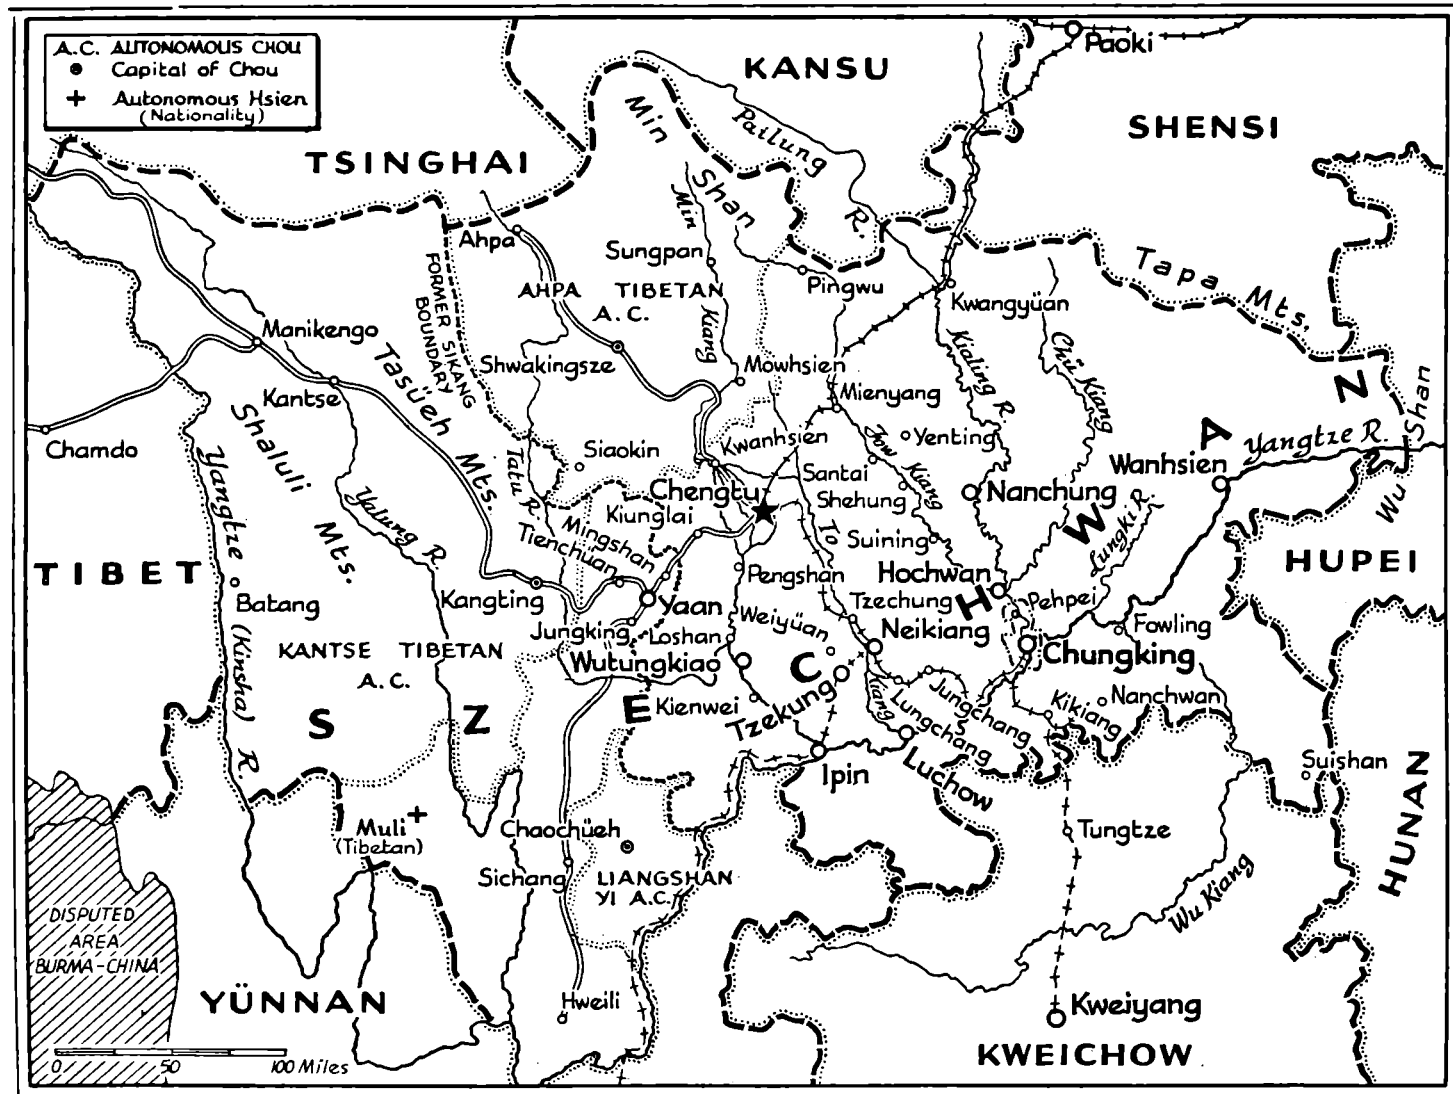 A.C. AUTONOMOUS CHOU
Capital of Chou
Autonomous Hsien
(Nationality)
KANSU
Paoki
SHENSI
TSINGHAI
Min Shan
Pailung R.
Min Kiang
Ahpa
Sungpan
Pingwu
Kwangyüan
Tapa Mts.
FORMER SIKANG
BOUNDARY
AHPA TIBETAN
A.C.
Manikengo
Shwakingsze
Mowhsien
Mienyang
Kialing R.
Chü Kiang
Kantse
Tasüeh Mts.
Shaluli Mts.
Chamdo
Siaokin
Tatu R.
Kwanhsien
Yenting
Fow Kiang
Santai
Shehung
Chengtu
Kiunglai
Nanchung
Wanhsien
Yangtze R.
Wu Shan
Lungki R.
Yangtze (Kinsha) R.
Yalung R.
Mingshan
Tienchuan
Suining
To Kiang
TIBET
Batang
Kangting
Yaan
Pengshan
Hochwan
Tzechung
Pehpei
HUPEI
Jungking
Loshan
Weiyüan
Neikiang
Fowling
Chungking
KANTSE TIBETAN
A.C.
Wutungkiao
Kienwei
Tzekung
Lungchang
Jungchang
Kikiang
Nanchwan
SZECHWAN
Ipin
Luchow
Suishan
HUNAN
Muli
(Tibetan)
Chaochüeh
Sichang
LIANGSHAN
YI A.C.
Tungtze
Wu Kiang
DISPUTED
AREA
BURMA-CHINA
YÜNNAN
Hweili
Kweiyang
KWEICHOW
0 50 100 Miles